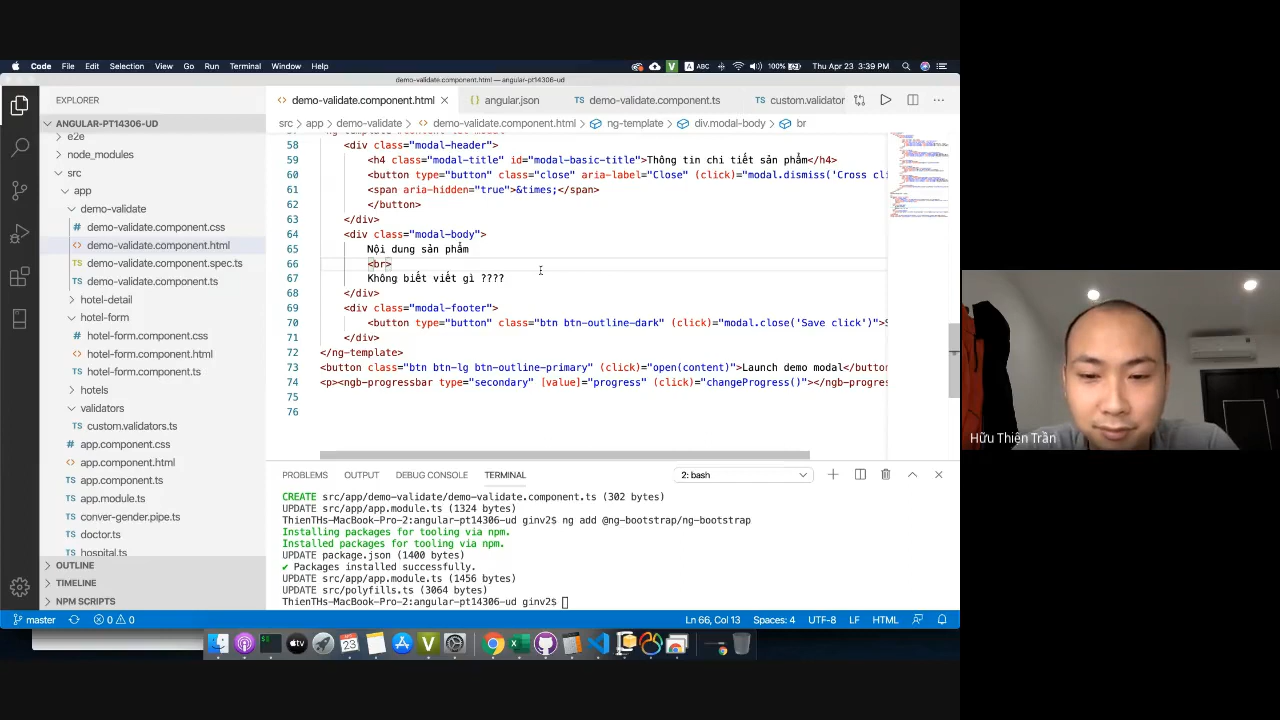 Code File Edit Selection View Go Run Terminal Window Help
ABC 100% Thu Apr 23 3:39 PM
demo-validate.component.html — angular-pt14306-ud
EXPLORER
demo-validate.component.html
angular.json
demo-validate.component.ts
custom.validator
src > app > demo-validate > demo-validate.component.html > ng-template > div.modal-body > br
ANGULAR-PT14306-UD
e2e
node_modules
src
app
demo-validate
demo-validate.component.css
demo-validate.component.html
demo-validate.component.spec.ts
demo-validate.component.ts
hotel-detail
hotel-form
hotel-form.component.css
hotel-form.component.html
hotel-form.component.ts
hotels
validators
custom.validators.ts
app.component.css
app.component.html
app.component.ts
app.module.ts
conver-gender.pipe.ts
doctor.ts
hospital.ts
OUTLINE
TIMELINE
NPM SCRIPTS
58 <div class="modal-header">
59 <h4 class="modal-title" id="modal-basic-title"> tin chi tiết sản phẩm</h4>
60 <button type="button" class="close" aria-label="Close" (click)="modal.dismiss('Cross cli
61 <span aria-hidden="true">&times;</span>
62 </button>
63 </div>
64 <div class="modal-body">
65 Nội dung sản phẩm
66 <br>
67 Không biết viết gì ????
68 </div>
69 <div class="modal-footer">
70 <button type="button" class="btn btn-outline-dark" (click)="modal.close('Save click')">S
71 </div>
72 </ng-template>
73 <button class="btn btn-lg btn-outline-primary" (click)="open(content)">Launch demo modal</button
74 <p><ngb-progressbar type="secondary" [value]="progress" (click)="changeProgress()"></ngb-progres
75
76
PROBLEMS OUTPUT DEBUG CONSOLE TERMINAL
2: bash
CREATE src/app/demo-validate/demo-validate.component.ts (302 bytes)
UPDATE src/app/app.module.ts (1324 bytes)
ThienTHs-MacBook-Pro-2:angular-pt14306-ud ginv2$ ng add @ng-bootstrap/ng-bootstrap
Installing packages for tooling via npm.
Installed packages for tooling via npm.
UPDATE package.json (1400 bytes)
✔ Packages installed successfully.
UPDATE src/app/app.module.ts (1456 bytes)
UPDATE src/polyfills.ts (3064 bytes)
ThienTHs-MacBook-Pro-2:angular-pt14306-ud ginv2$
master 0 0 Ln 66, Col 13 Spaces: 4 UTF-8 LF HTML
Hữu Thiện Trần